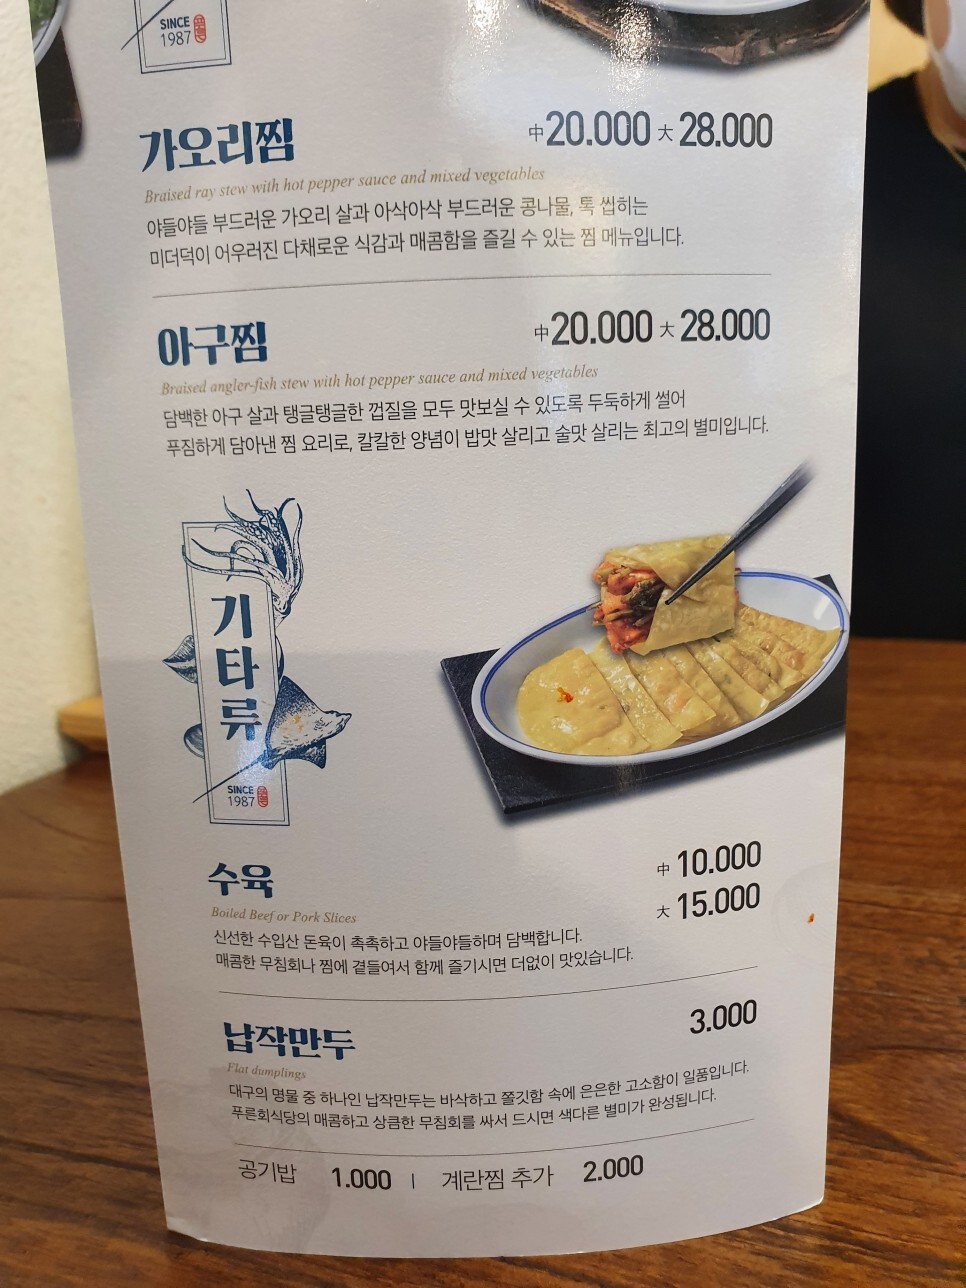 SINCE
1987
가오리찜 中20.000 大28.000
Braised ray stew with hot pepper sauce and mixed vegetables
야들야들 부드러운 가오리 살과 아삭아삭 부드러운 콩나물, 톡 씹히는
미더덕이 어우러진 다채로운 식감과 매콤함을 즐길 수 있는 찜 메뉴입니다.
아구찜 中20.000 大28.000
Braised angler-fish stew with hot pepper sauce and mixed vegetables
담백한 아구 살과 탱글탱글한 껍질을 모두 맛보실 수 있도록 두둑하게 썰어
푸짐하게 담아낸 찜 요리로, 칼칼한 양념이 밥맛 살리고 술맛 살리는 최고의 별미입니다.
기타류
SINCE
1987
수육 中 10.000
大 15.000
Boiled Beef or Pork Slices
신선한 수입산 돈육이 촉촉하고 야들야들하며 담백합니다.
매콤한 무침회나 찜에 곁들여서 함께 즐기시면 더없이 맛있습니다.
납작만두 3.000
Flat dumplings
대구의 명물 중 하나인 납작만두는 바삭하고 쫄깃함 속에 은은한 고소함이 일품입니다.
푸른회식당의 매콤하고 상큼한 무침회를 싸서 드시면 색다른 별미가 완성됩니다.
공기밥 1.000 | 계란찜 추가 2.000